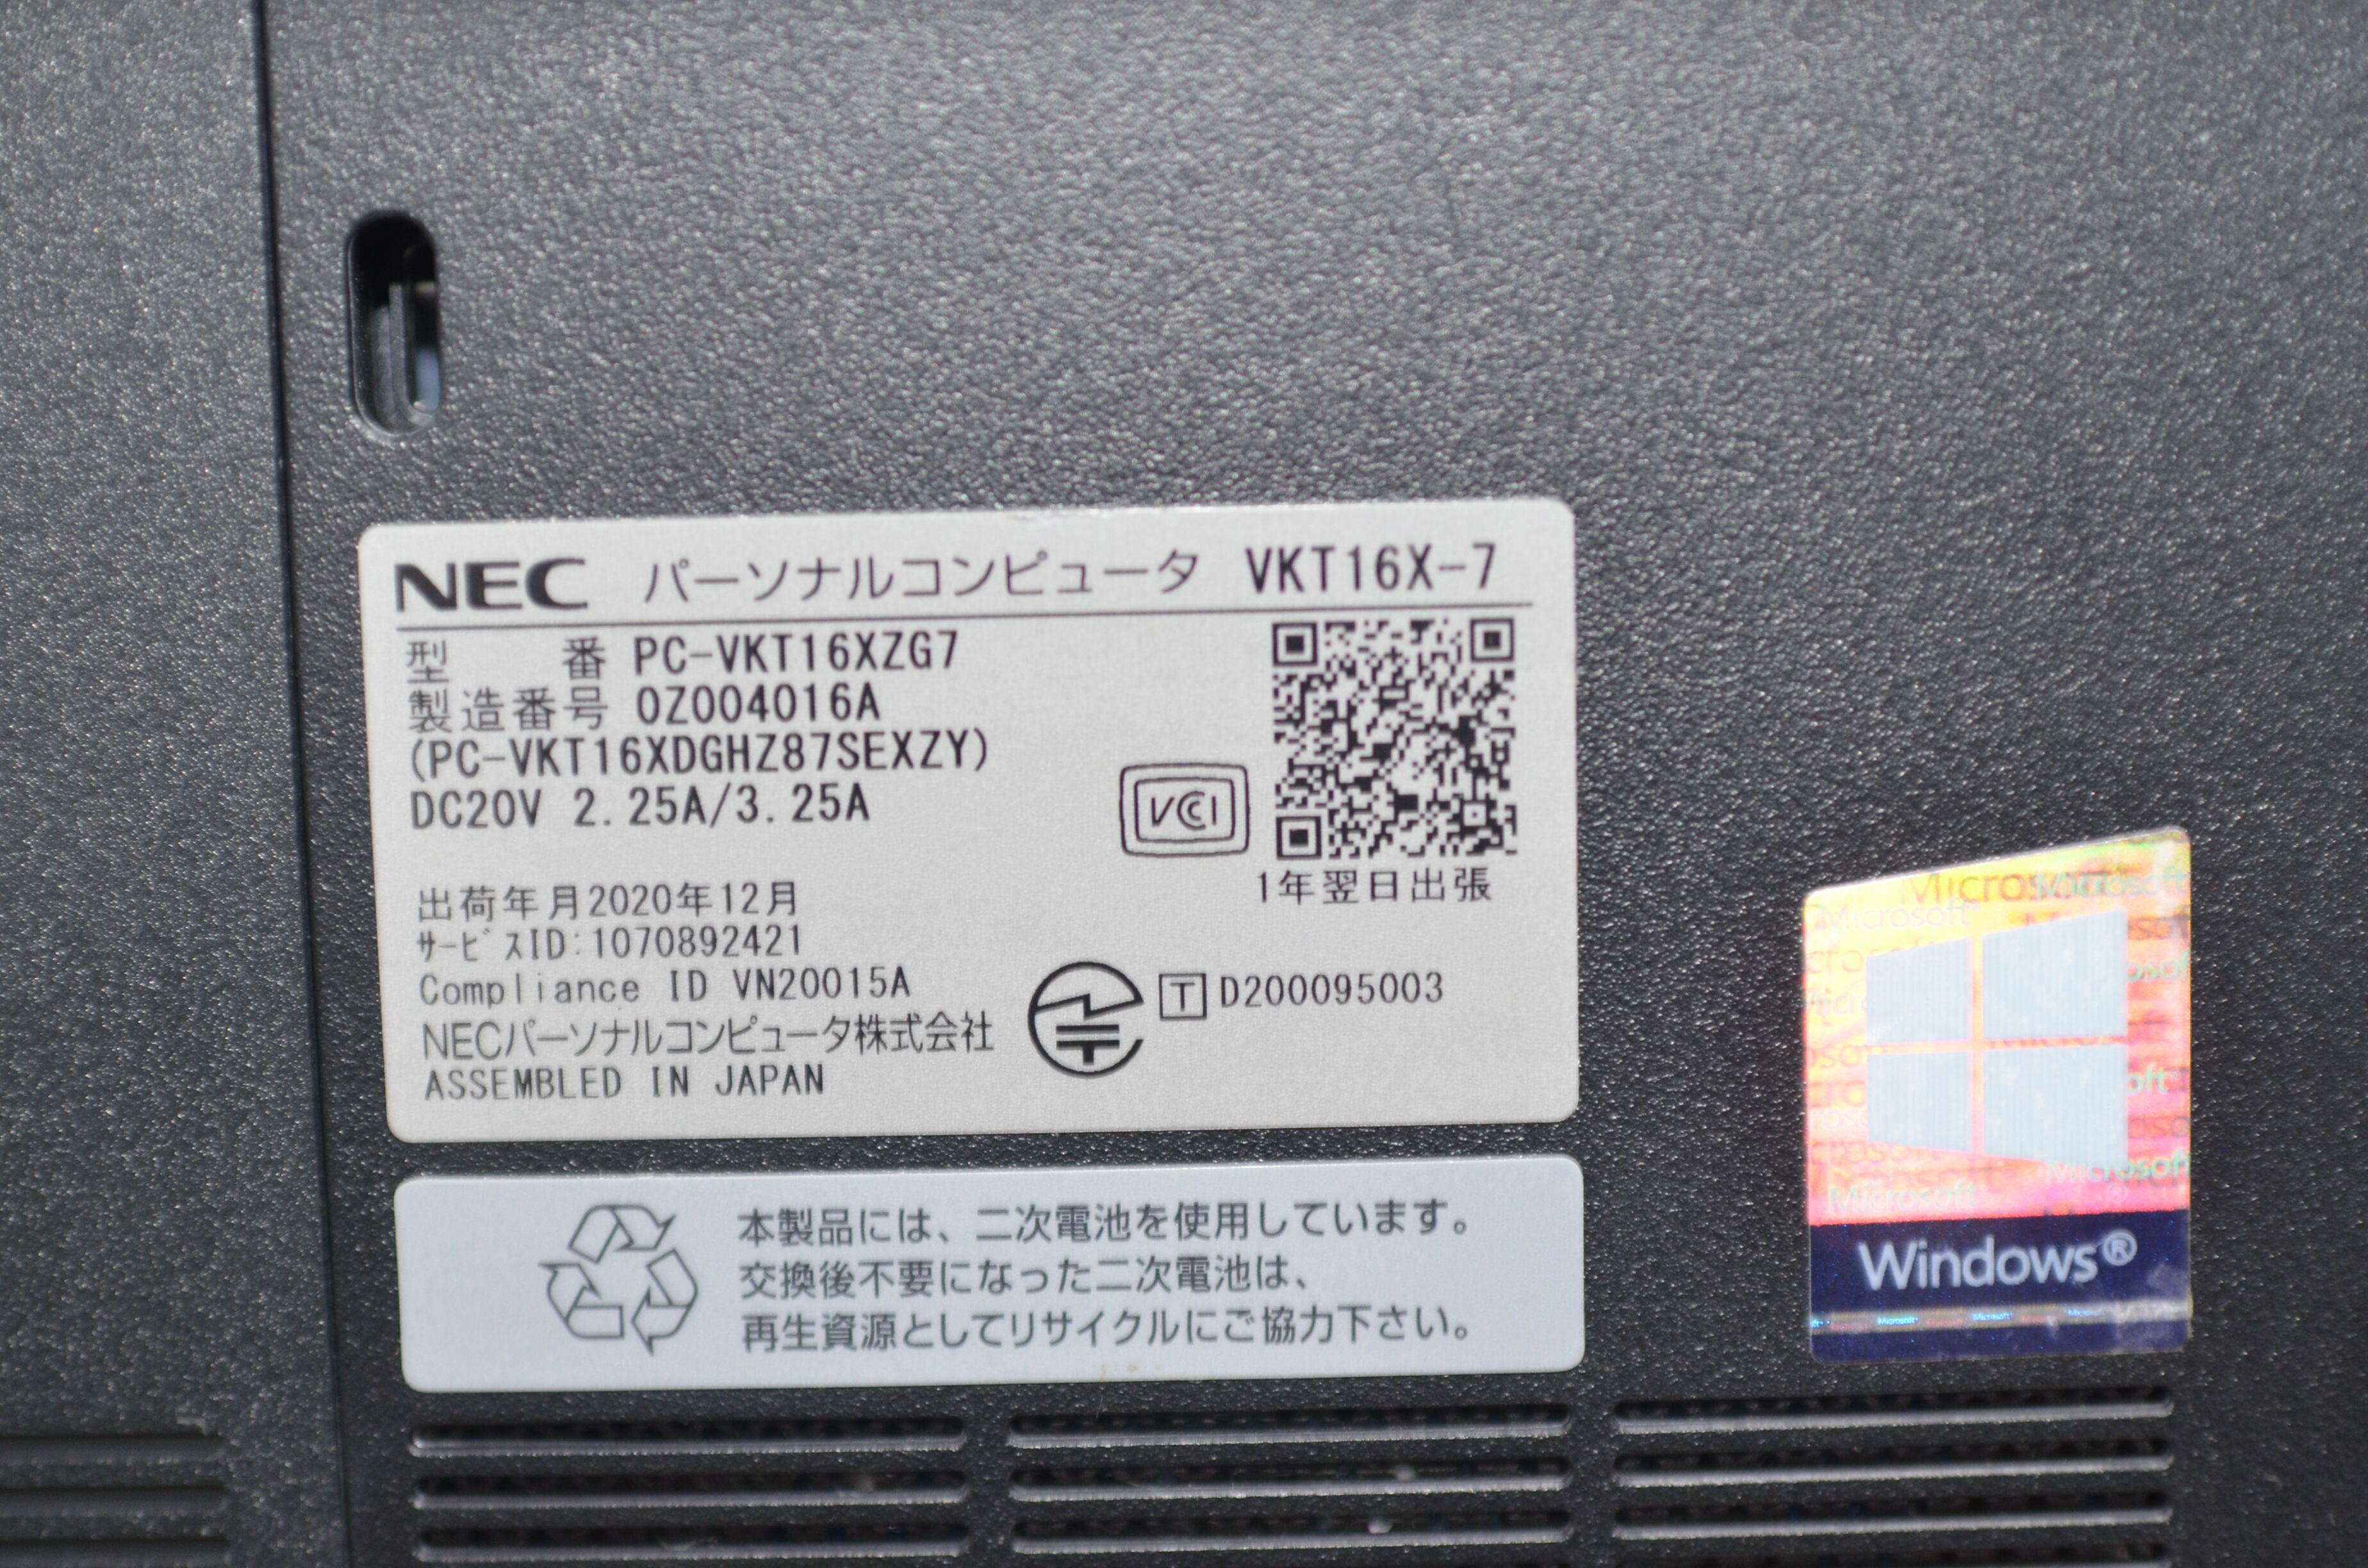 NEC パーソナルコンピュータ VKT16X-7
型 番 PC-VKT16XZG7
製造番号 0Z004016A
(PC-VKT16XDGHZ87SEXZY)
DC20V 2.25A/3.25A
VCCI
1年翌日出張
出荷年月2020年12月
ｻｰﾋﾞｽID:1070892421
Compliance ID VN20015A
T D200095003
NECパーソナルコンピュータ株式会社
ASSEMBLED IN JAPAN
本製品には、二次電池を使用しています。
交換後不要になった二次電池は、
再生資源としてリサイクルにご協力下さい。
Microsoft
Microsoft
Microsoft
Microsoft
Windows®
Microsoft Microsoft